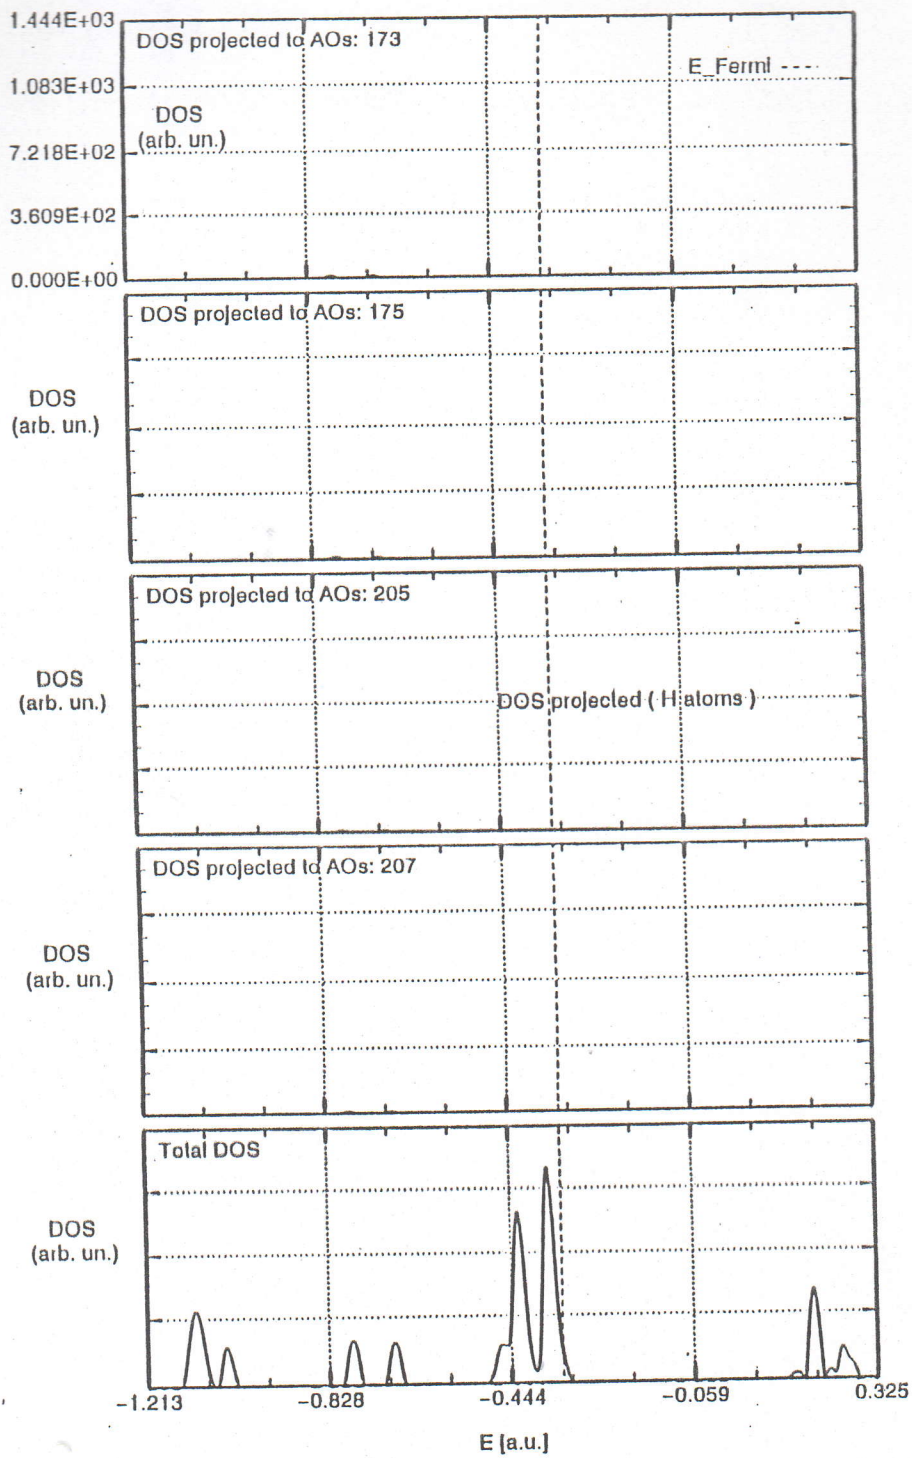 1.444E+03
DOS projected to AOs: 173
E_Fermi ----
1.083E+03
DOS
(arb. un.)
7.218E+02
3.609E+02
0.000E+00
DOS projected to AOs: 175
DOS
(arb. un.)
DOS projected to AOs: 205
DOS
(arb. un.)
DOS projected ( H atoms )
DOS projected to AOs: 207
DOS
(arb. un.)
Total DOS
DOS
(arb. un.)
−1.213 −0.828 −0.444 −0.059 0.325
E [a.u.]